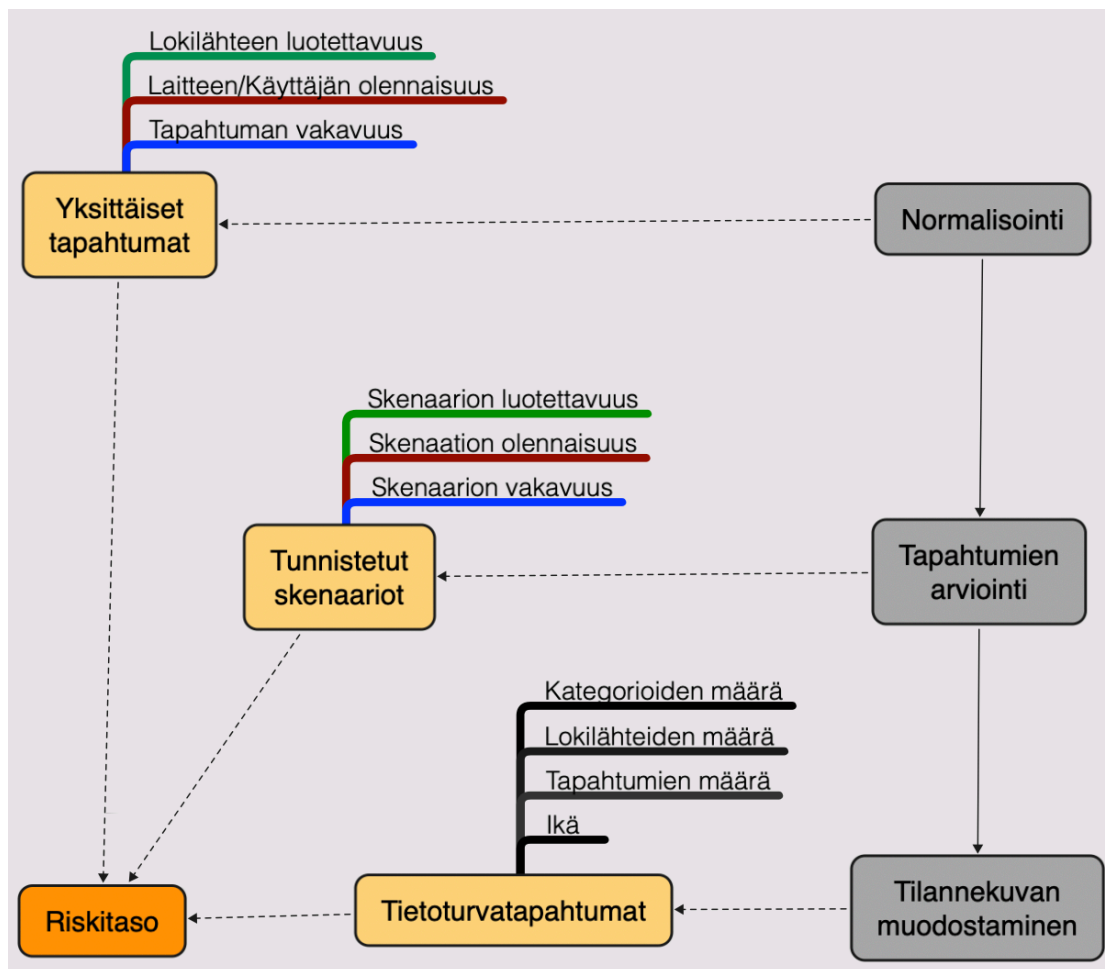 Lokilähteen luotettavuus
Laitteen/Käyttäjän olennaisuus
Tapahtuman vakavuus
Yksittäiset
tapahtumat
Normalisointi
Skenaarion luotettavuus
Skenaation olennaisuus
Skenaarion vakavuus
Tunnistetut
skenaariot
Tapahtumien
arviointi
Kategorioiden määrä
Lokilähteiden määrä
Tapahtumien määrä
Ikä
Riskitaso
Tietoturvatapahtumat
Tilannekuvan
muodostaminen